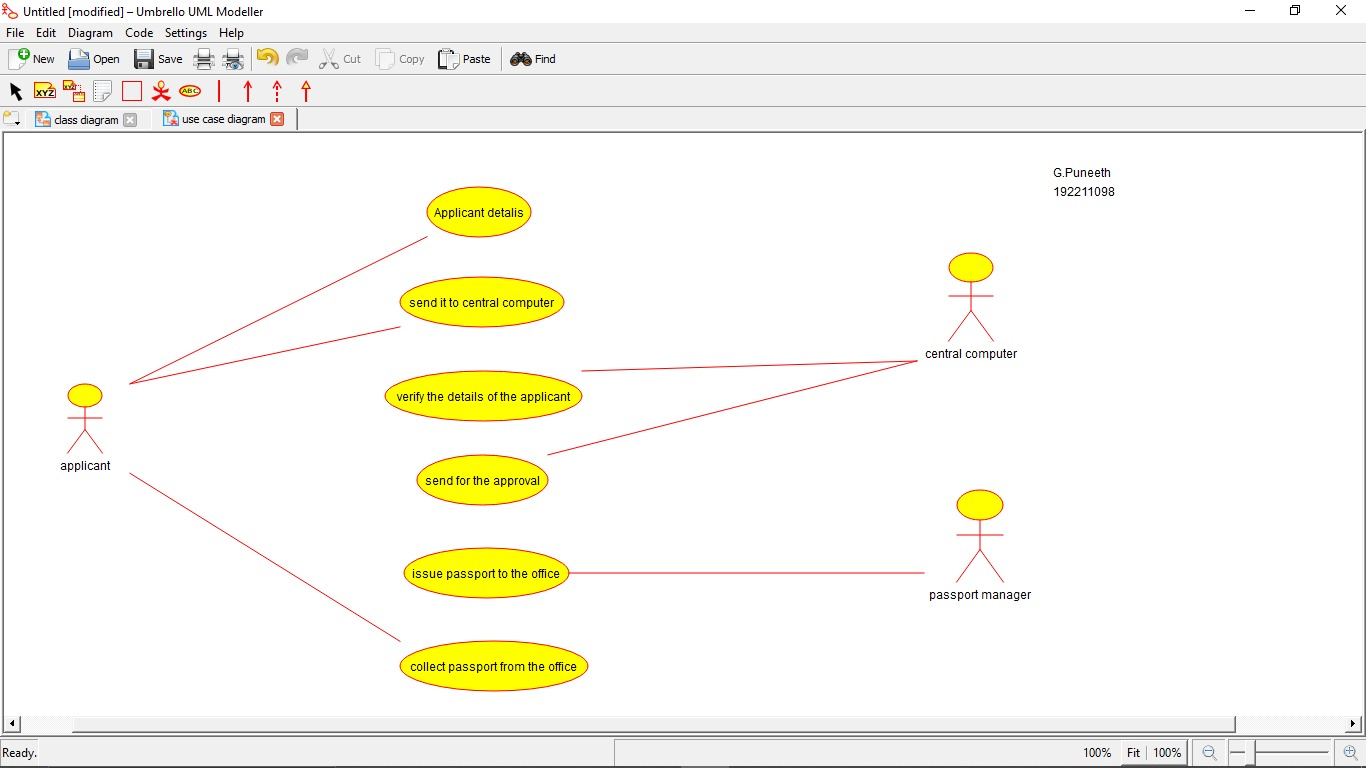 Untitled [modified] – Umbrello UML Modeller
File Edit Diagram Code Settings Help
New Open Save Cut Copy Paste Find
XYZ XYZ ABC
class diagram use case diagram
G.Puneeth
192211098
Applicant detalis
send it to central computer
central computer
verify the details of the applicant
applicant
send for the approval
issue passport to the office
passport manager
collect passport from the office
Ready. 100% Fit 100%